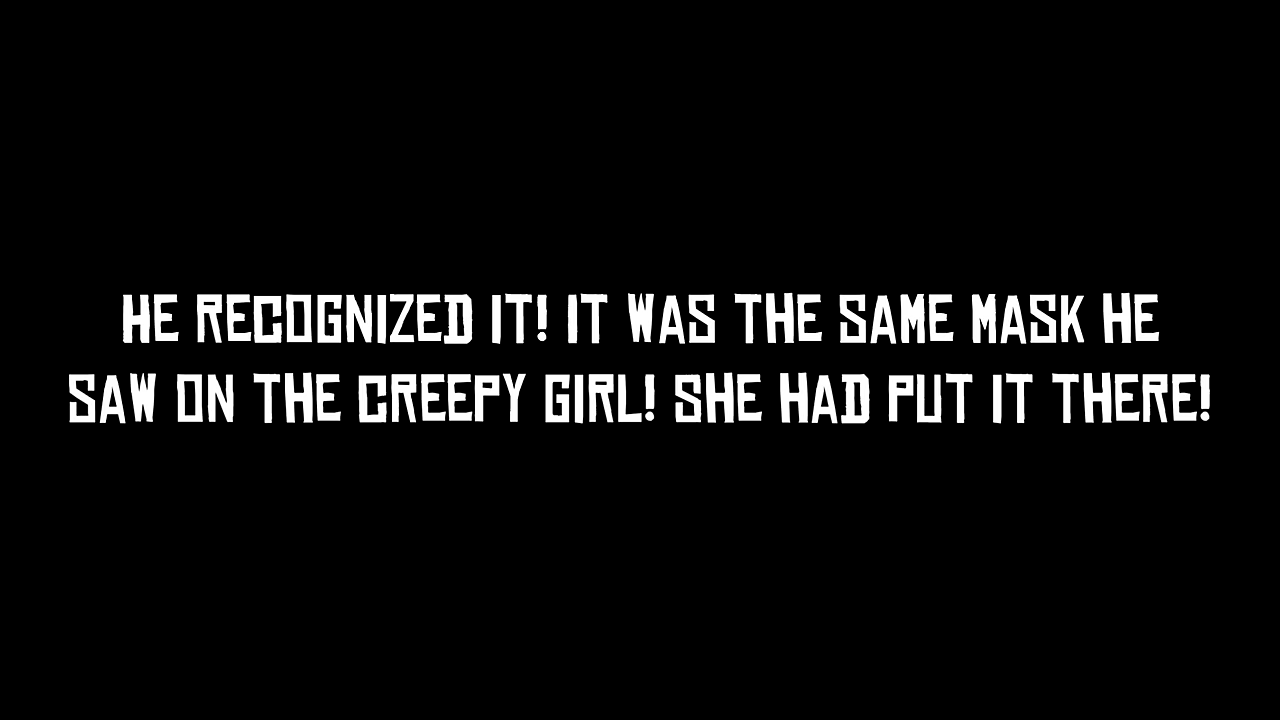 HE RECOGNIZED IT! IT WAS THE SAME MASK HE
SAW ON THE CREEPY GIRL! SHE HAD PUT IT THERE!